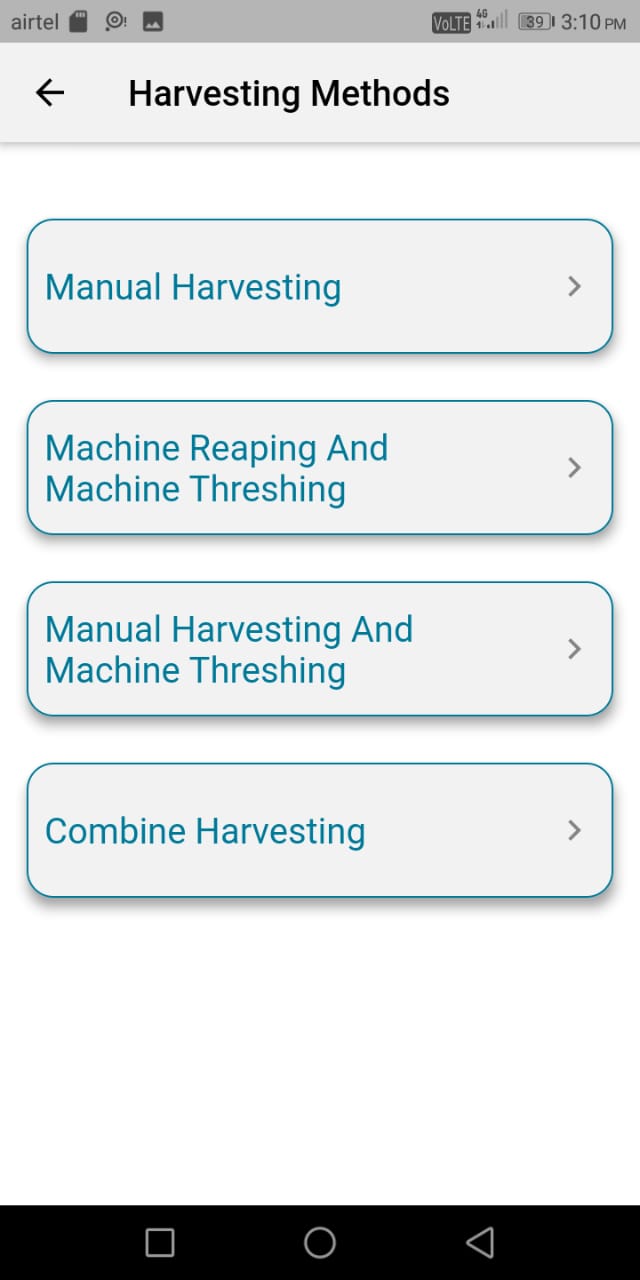 airtel VoLTE 4G 39 3:10 PM
Harvesting Methods
Manual Harvesting
Machine Reaping And
Machine Threshing
Manual Harvesting And
Machine Threshing
Combine Harvesting